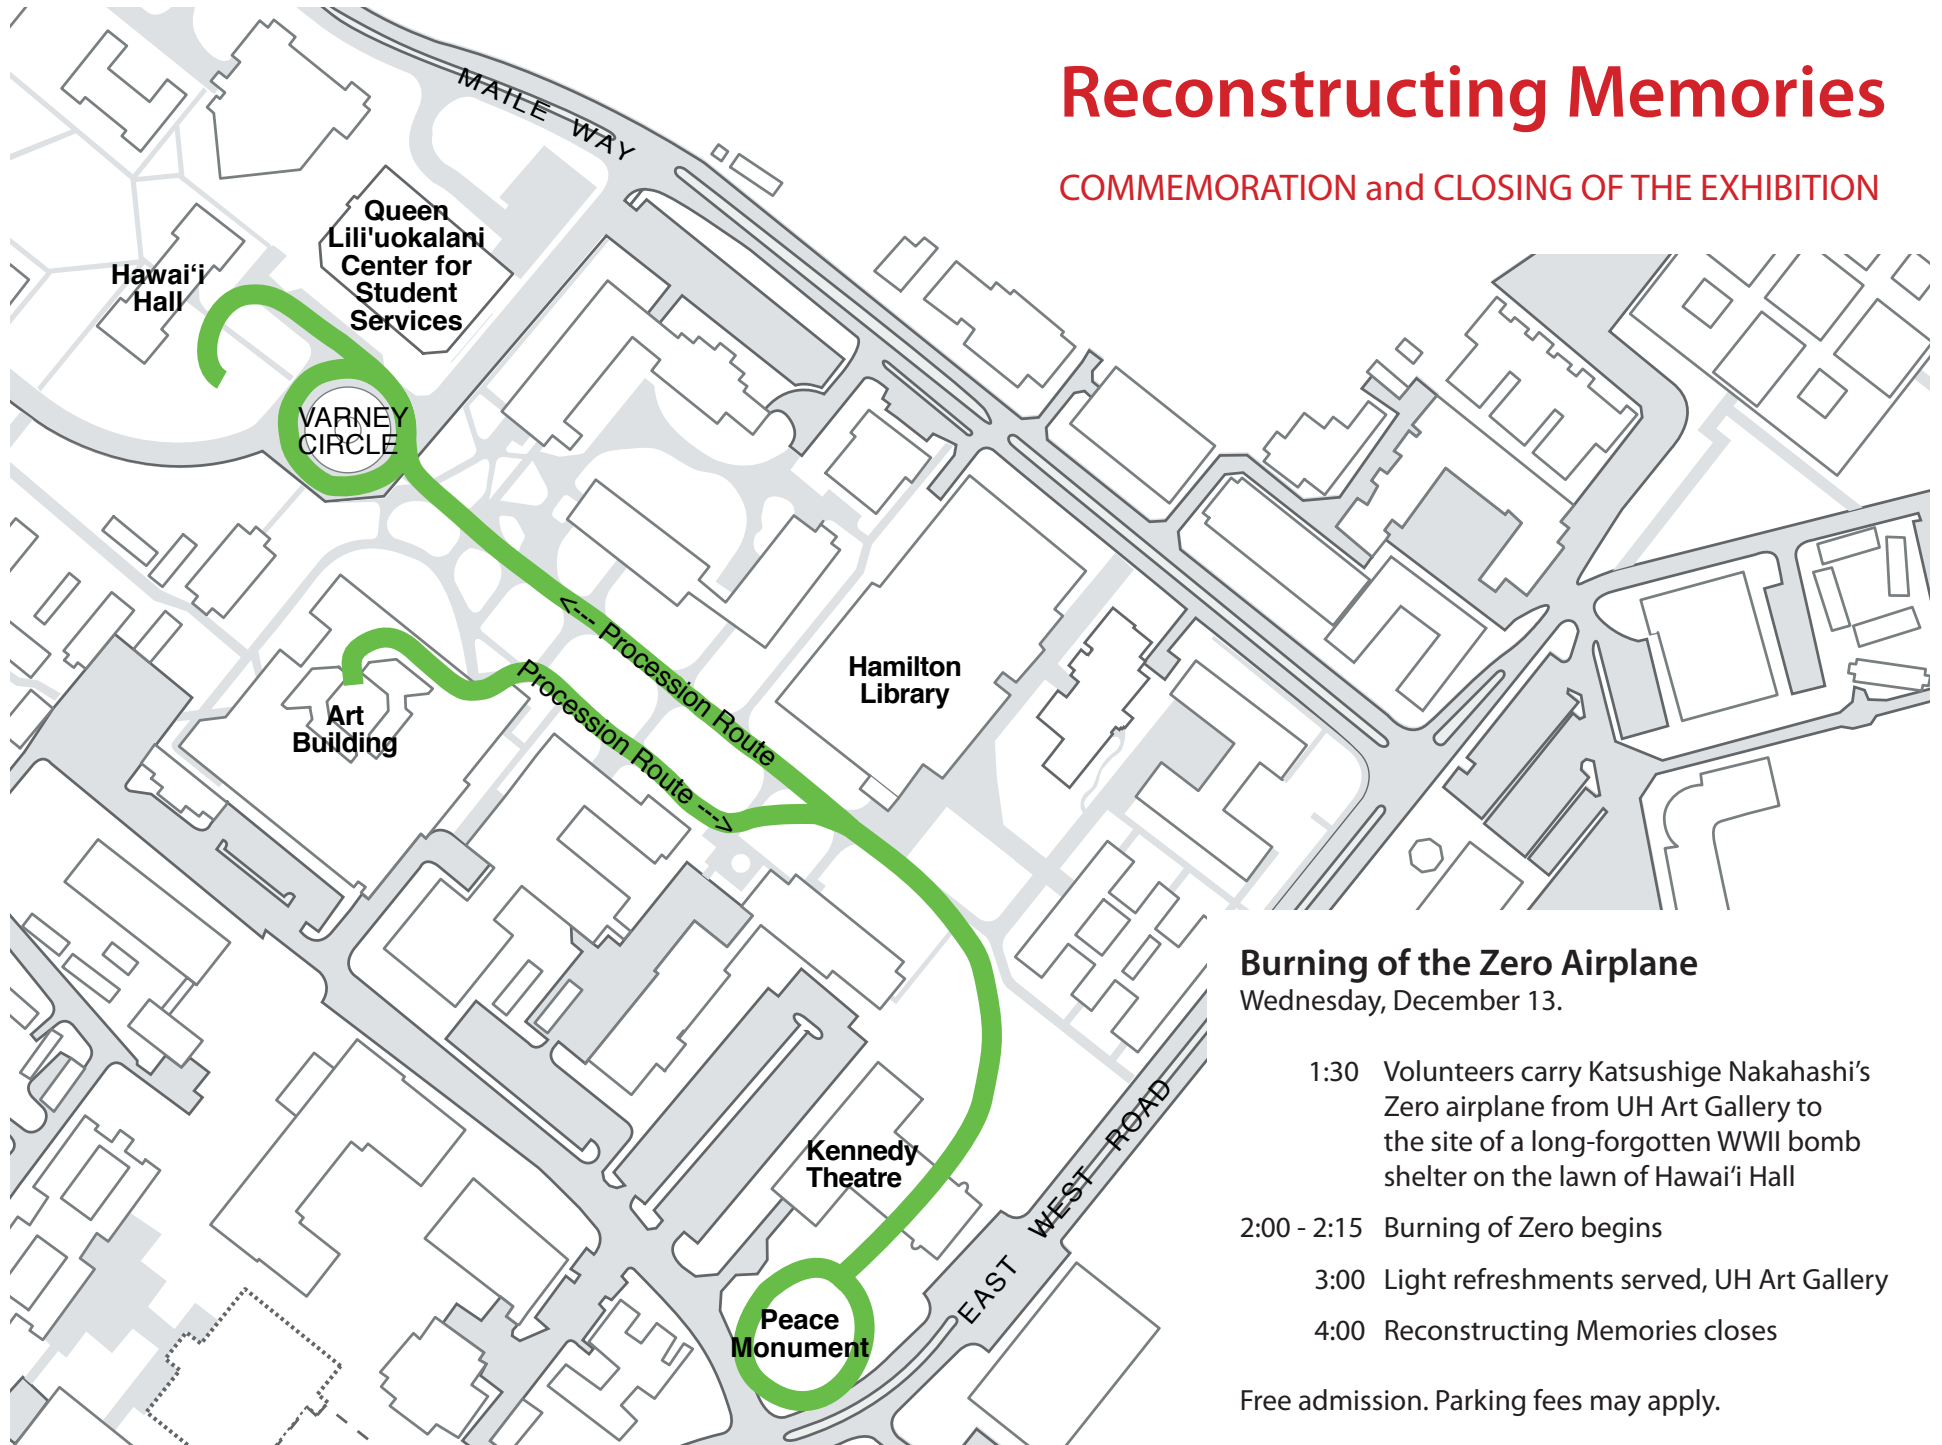 Reconstructing Memories
COMMEMORATION and CLOSING OF THE EXHIBITION
MAILE WAY
Queen
Lili'uokalani
Center for
Student
Services
Hawai‘i
Hall
VARNEY
CIRCLE
<--- Procession Route
Procession Route --->
Hamilton
Library
Art
Building
Kennedy
Theatre
EAST WEST ROAD
Peace
Monument
Burning of the Zero Airplane
Wednesday, December 13.
1:30 Volunteers carry Katsushige Nakahashi’s
Zero airplane from UH Art Gallery to
the site of a long-forgotten WWII bomb
shelter on the lawn of Hawai‘i Hall
2:00 - 2:15 Burning of Zero begins
3:00 Light refreshments served, UH Art Gallery
4:00 Reconstructing Memories closes
Free admission. Parking fees may apply.